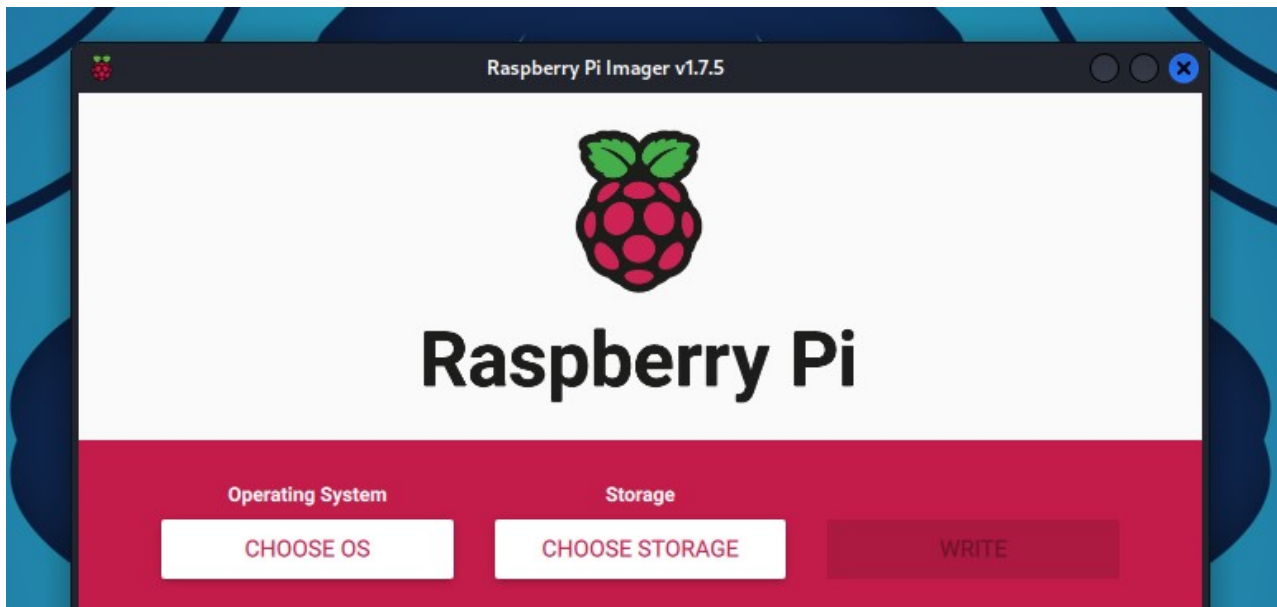 Raspberry Pi Imager v1.7.5
Raspberry Pi
Operating System
Storage
CHOOSE OS
CHOOSE STORAGE
WRITE